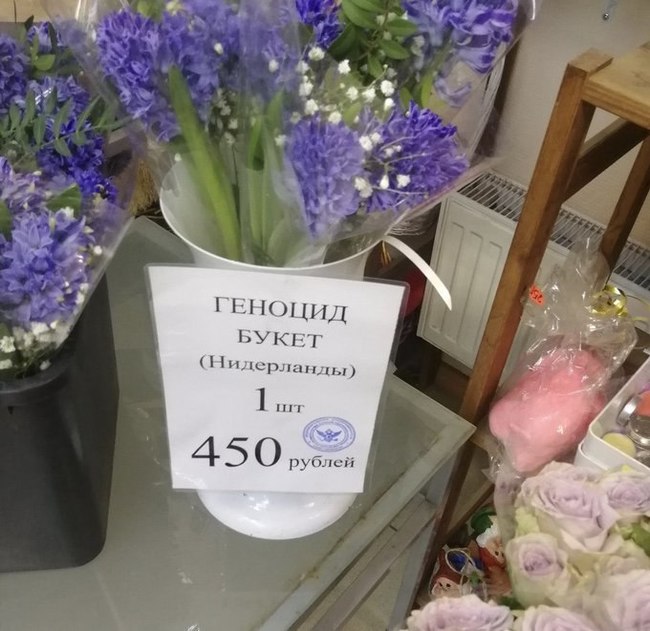 ГЕНОЦИД
БУКЕТ
(Нидерланды)
1 шт
450 рублей